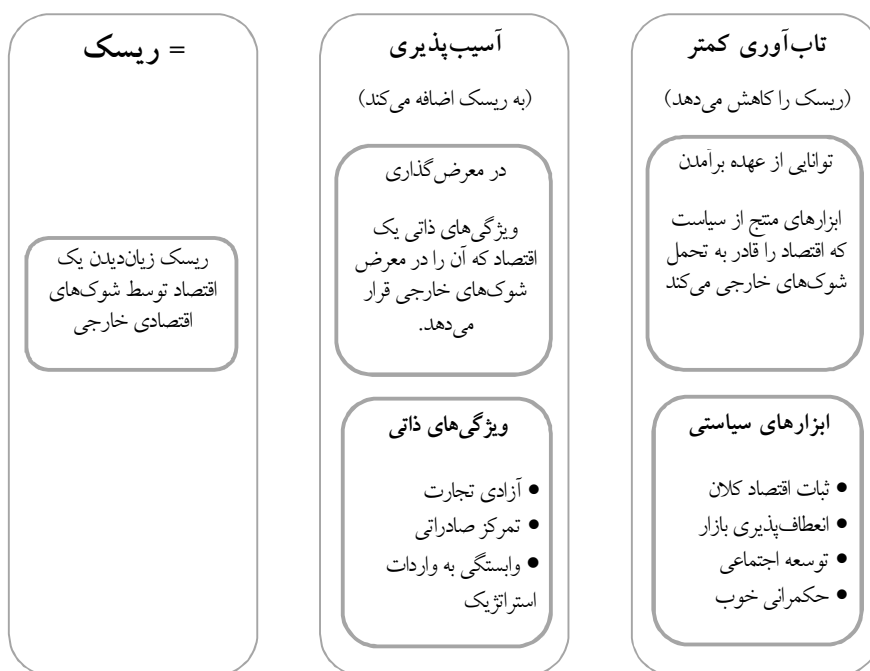 تاب‌آوری کمتر
(ریسک را کاهش می‌دهد)
توانایی از عهده برآمدن
ابزارهای منتج از سیاست
که اقتصاد را قادر به تحمل
شوک‌های خارجی می‌کند
ابزارهای سیاستی
● ثبات اقتصاد کلان
● انعطاف‌پذیری بازار
● توسعه اجتماعی
● حکمرانی خوب
آسیب‌پذیری
(به ریسک اضافه می‌کند)
در معرض‌گذاری
ویژگی‌های ذاتی یک
اقتصاد که آن را در معرض
شوک‌های خارجی قرار
می‌دهد.
ویژگی‌های ذاتی
● آزادی تجارت
● تمرکز صادراتی
● وابستگی به واردات
استراتژیک
= ریسک
ریسک زیان‌دیدن یک
اقتصاد توسط شوک‌های
اقتصادی خارجی